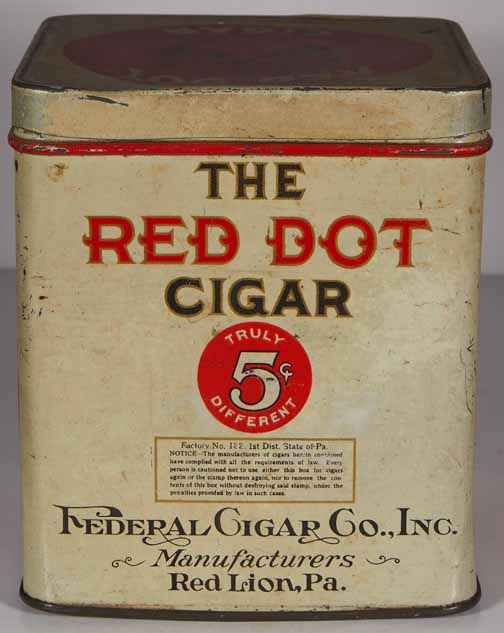 THE
RED DOT
CIGAR
TRULY
5¢
DIFFERENT
Factory No. 122. 1st Dist. State of Pa.
NOTICE—The manufacturers of cigars herein contained
have complied with all the requirements of law. Every
person is cautioned not to use either this box for cigars
again or the stamp thereon again, nor to remove the con-
tents of this box without destroying said stamp, under the
penalties provided by law in such cases.
FEDERAL CIGAR CO., INC.
Manufacturers
Red Lion, Pa.